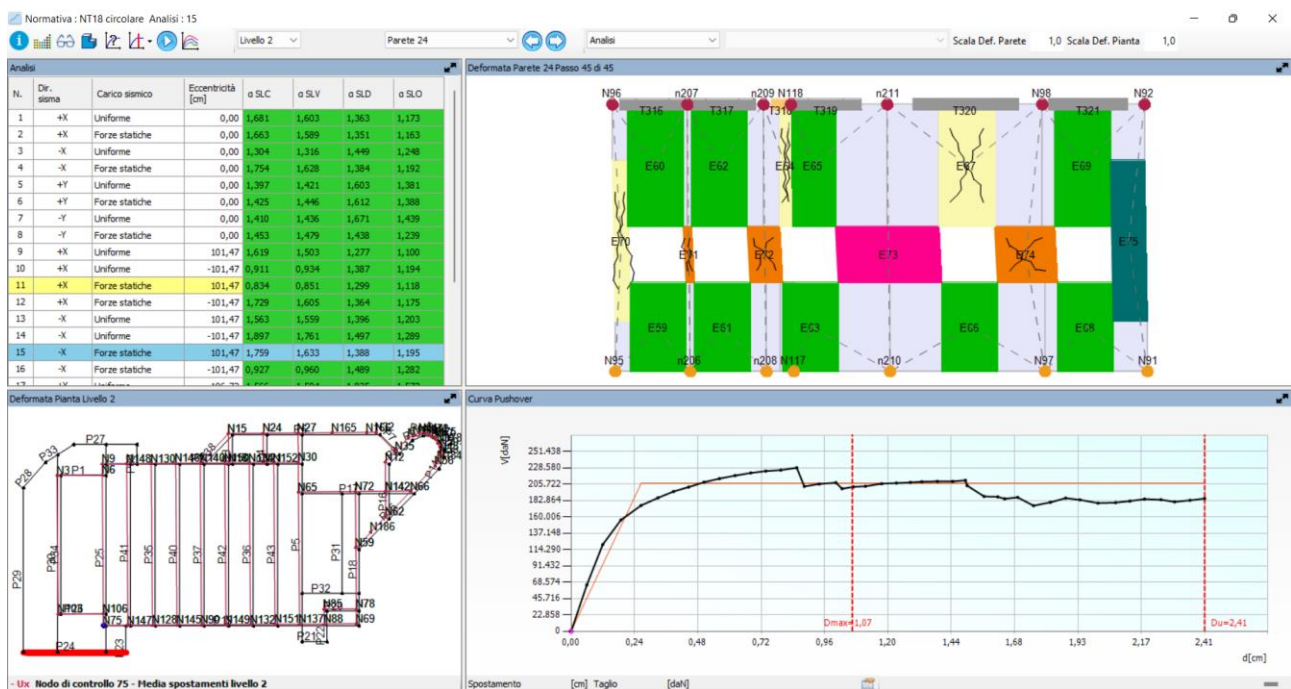 Normativa : NT18 circolare Analisi : 15
Livello 2 Parete 24 Analisi Scala Def. Parete 1,0 Scala Def. Pianta 1,0
Analisi
N. Dir. sisma Carico sismico Eccentricità [cm] α SLC α SLV α SLD α SLO
1 +X Uniforme 0,00 1,681 1,603 1,363 1,173
2 +X Forze statiche 0,00 1,663 1,589 1,351 1,163
3 -X Uniforme 0,00 1,304 1,316 1,449 1,248
4 -X Forze statiche 0,00 1,754 1,628 1,384 1,192
5 +Y Uniforme 0,00 1,397 1,421 1,603 1,381
6 +Y Forze statiche 0,00 1,425 1,446 1,612 1,388
7 -Y Uniforme 0,00 1,410 1,436 1,671 1,439
8 -Y Forze statiche 0,00 1,453 1,479 1,438 1,239
9 +X Uniforme 101,47 1,619 1,503 1,277 1,100
10 +X Uniforme -101,47 0,911 0,934 1,387 1,194
11 +X Forze statiche 101,47 0,834 0,851 1,299 1,118
12 +X Forze statiche -101,47 1,729 1,605 1,364 1,175
13 -X Uniforme 101,47 1,563 1,559 1,396 1,203
14 -X Uniforme -101,47 1,897 1,761 1,497 1,289
15 -X Forze statiche 101,47 1,759 1,633 1,388 1,195
16 -X Forze statiche -101,47 0,927 0,960 1,489 1,282
Deformata Parete 24 Passo 45 di 45
N96 n207 n209 N118 n211 N98 N92
T316 T317 T318 T319 T320 T321
E60 E62 E64 E65 E67 E69
E70 E71 E72 E73 E74 E75
E59 E61 E63 E66 E68
N95 n206 n208 N117 n210 N97 N91
Deformata Pianta Livello 2
N15 N24 N27 N165
P27 P33 N9 N35 N12
P28 N3 P1 N6 N130 N152 N30
N65 P17 N72 N142 N66
P16 N62
N186
N59
P29 P25 P41 P35 P40 P37 P42 P36 P43 P5 P31 P18
P32
N106 N85 N78
N75 N147 N128 N145 N149 N132 N151 N137 N88 N69
P24 P21 P22
- Ux Nodo di controllo 75 - Media spostamenti livello 2
Curva Pushover
V[daN]
251.438
228.580
205.722
182.864
160.006
137.148
114.290
91.432
68.574
45.716
22.858
0
Dmax=1,07 Du=2,41
0,00 0,24 0,48 0,72 0,96 1,20 1,44 1,68 1,93 2,17 2,41
d[cm]
Spostamento [cm] Taglio [daN]